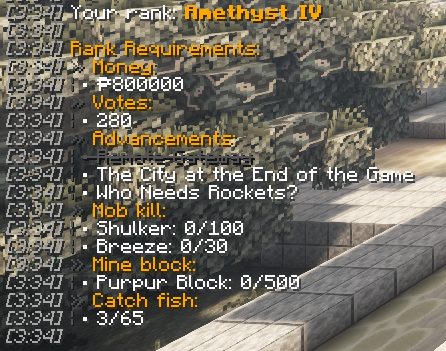 [3:34] Your rank: Amethyst IV
[3:34]
[3:34] Rank Requirements:
[3:34] » Money:
[3:34] • ₱800000
[3:34] » Votes:
[3:34] • 280
[3:34] » Advancements:
[3:34] • Remote Getaway
[3:34] • The City at the End of the Game
[3:34] • Who Needs Rockets?
[3:34] » Mob kill:
[3:34] • Shulker: 0/100
[3:34] • Breeze: 0/30
[3:34] » Mine block:
[3:34] • Purpur Block: 0/500
[3:34] » Catch fish:
[3:34] • 3/65
[3:34]